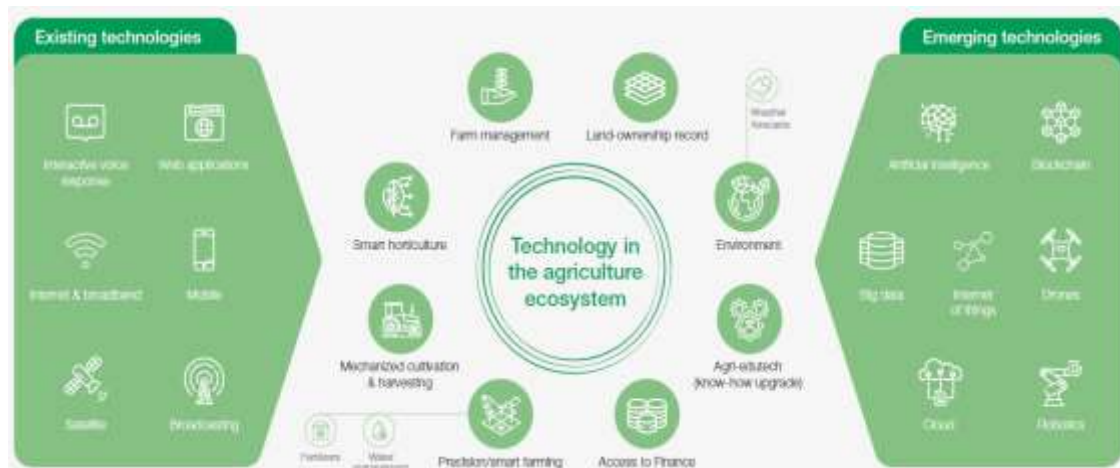 Existing technologies
Emerging technologies
Interactive voice
response
Web applications
Internet & broadband
Mobile
Satellite
Broadcasting
Farm management
Land-ownership record
Weather
forecasts
Smart horticulture
Environment
Technology in
the agriculture
ecosystem
Mechanized cultivation
& harvesting
Agri-edutech
(know-how upgrade)
Fertilizers
Water
Precision/smart farming
Access to Finance
Artificial Intelligence
Blockchain
Big data
Internet
of things
Drones
Cloud
Robotics